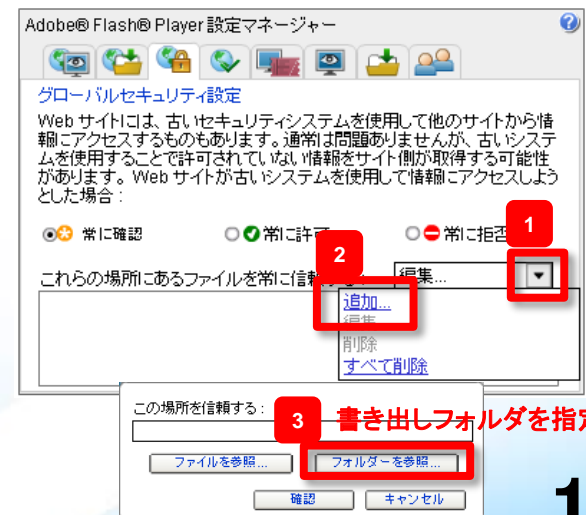 Adobe® Flash® Player 設定マネージャー
グローバルセキュリティ設定
Web サイトには、古いセキュリティシステムを使用して他のサイトから情
報にアクセスするものもあります。通常は問題ありませんが、古いシステ
ムを使用することで許可されていない情報をサイト側が取得する可能性
があります。Web サイトが古いシステムを使用して情報にアクセスしよう
とした場合:
常に確認
常に許可
常に拒否
1
2
これらの場所にあるファイルを常に信頼する:
編集...
追加...
編集...
削除
すべて削除
この場所を信頼する:
3
書き出しフォルダを指定
ファイルを参照...
フォルダーを参照...
確認
キャンセル
1